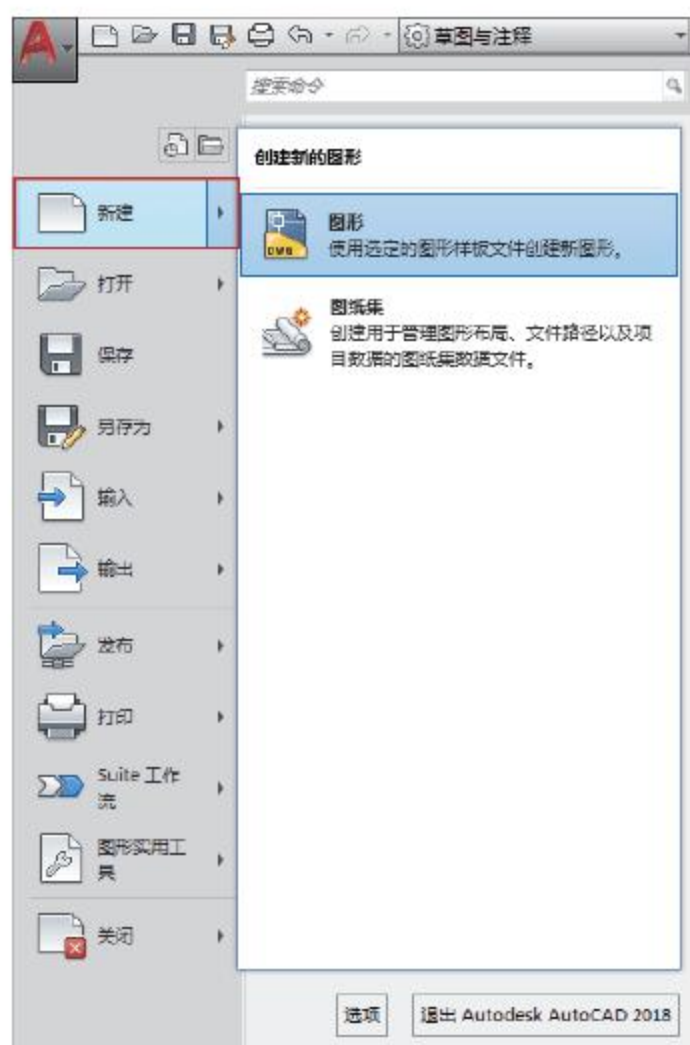 A
草图与注释
搜索命令
创建新的图形
新建
图形
DWG
使用选定的图形样板文件创建新图形。
打开
图纸集
创建用于管理图形布局、文件路径以及项
目数据的图纸集数据文件。
保存
另存为
输入
输出
发布
打印
Suite 工作
流
图形实用工
具
关闭
选项
退出 Autodesk AutoCAD 2018